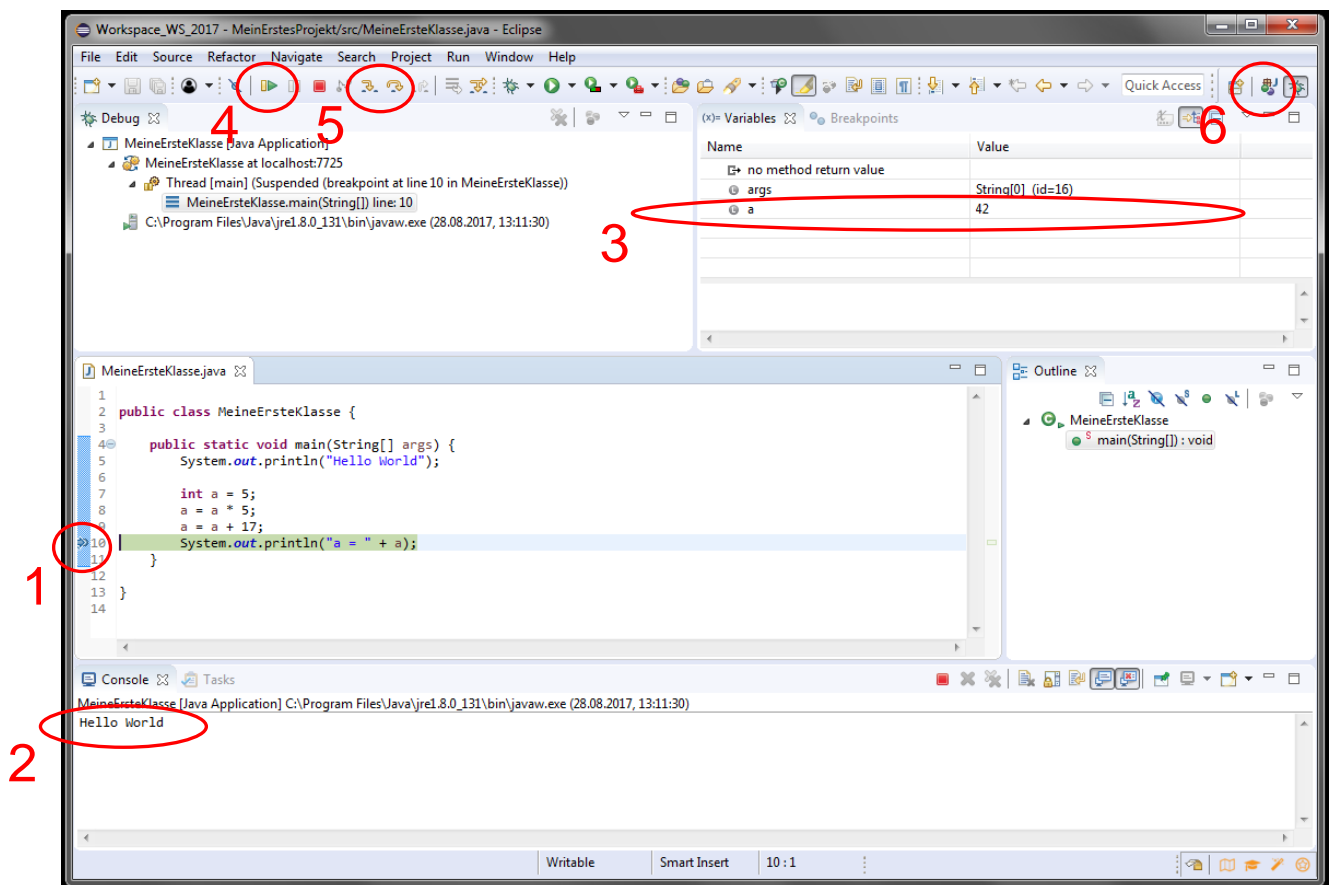 Workspace_WS_2017 - MeinErstesProjekt/src/MeineErsteKlasse.java - Eclipse
File Edit Source Refactor Navigate Search Project Run Window Help
Quick Access
4
5
6
Debug
MeineErsteKlasse [Java Application]
MeineErsteKlasse at localhost:7725
Thread [main] (Suspended (breakpoint at line 10 in MeineErsteKlasse))
MeineErsteKlasse.main(String[]) line: 10
C:\Program Files\Java\jre1.8.0_131\bin\javaw.exe (28.08.2017, 13:11:30)
(x)= Variables Breakpoints
Name Value
no method return value
args String[0] (id=16)
a 42
3
MeineErsteKlasse.java
1
2 public class MeineErsteKlasse {
3
4 public static void main(String[] args) {
5 System.out.println("Hello World");
6
7 int a = 5;
8 a = a * 5;
9 a = a + 17;
10 System.out.println("a = " + a);
11 }
12
13 }
14
1
Outline
MeineErsteKlasse
main(String[]) : void
Console Tasks
MeineErsteKlasse [Java Application] C:\Program Files\Java\jre1.8.0_131\bin\javaw.exe (28.08.2017, 13:11:30)
Hello World
2
Writable Smart Insert 10 : 1